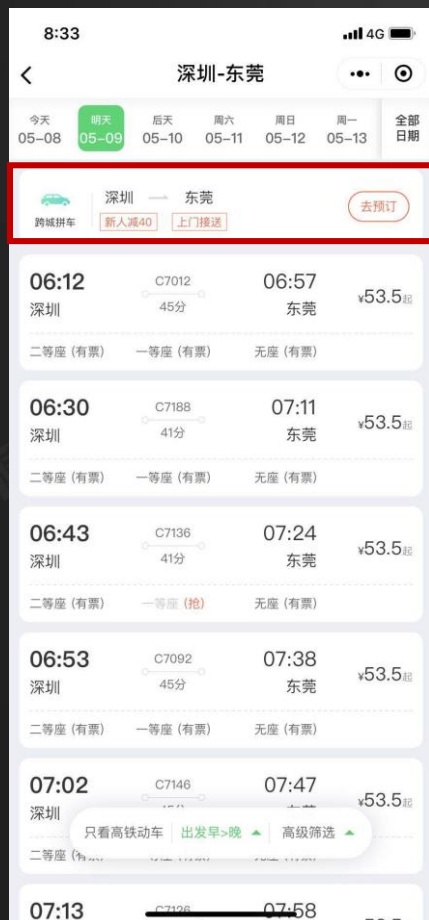 8:33
4G
深圳-东莞
今天 明天 后天 周六 周日 周一 全部
05-08 05-09 05-10 05-11 05-12 05-13 日期
深圳 东莞
跨城拼车 新人减40 上门接送 去预订
06:12 C7012 06:57 ¥53.5起
深圳 45分 东莞
二等座 (有票) 一等座 (有票) 无座 (有票)
06:30 C7188 07:11 ¥53.5起
深圳 41分 东莞
二等座 (有票) 一等座 (有票) 无座 (有票)
06:43 C7136 07:24 ¥53.5起
深圳 41分 东莞
二等座 (有票) 一等座 (抢) 无座 (有票)
06:53 C7092 07:38 ¥53.5起
深圳 45分 东莞
二等座 (有票) 一等座 (有票) 无座 (有票)
07:02 C7146 07:47 ¥53.5起
深圳
只看高铁动车 出发早>晚 高级筛选
二等座
07:13 07:58